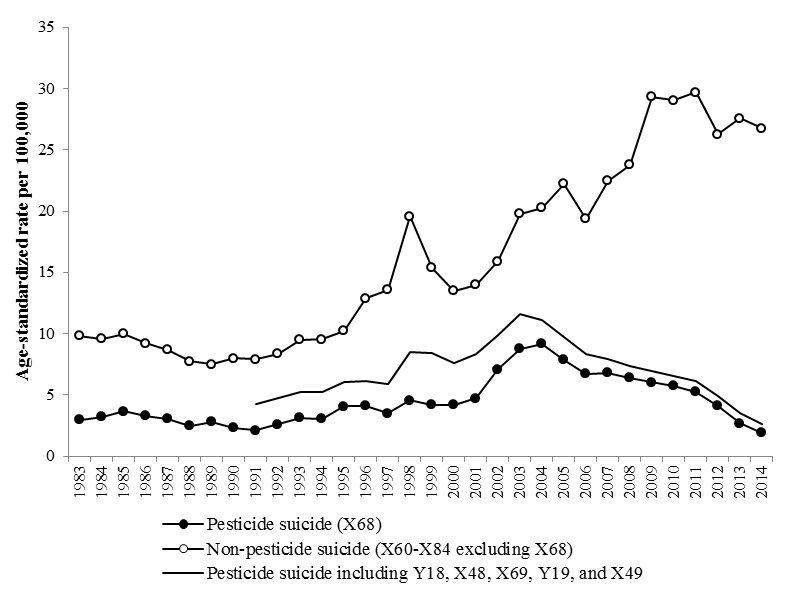 35
30
25
20
15
10
5
0
Age-standardized rate per 100,000
1983 1984 1985 1986 1987 1988 1989 1990 1991 1992 1993 1994 1995 1996 1997 1998 1999 2000 2001 2002 2003 2004 2005 2006 2007 2008 2009 2010 2011 2012 2013 2014
Pesticide suicide (X68)
Non-pesticide suicide (X60-X84 excluding X68)
Pesticide suicide including Y18, X48, X69, Y19, and X49